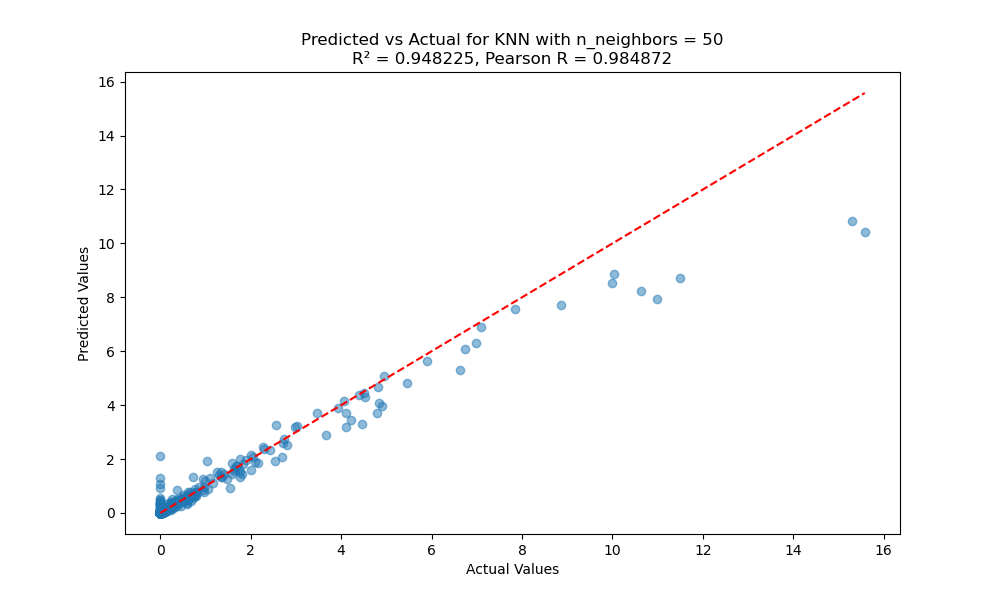 Predicted vs Actual for KNN with n_neighbors = 50
R² = 0.948225, Pearson R = 0.984872
16
14
12
10
8
6
4
2
0
Predicted Values
0 2 4 6 8 10 12 14 16
Actual Values